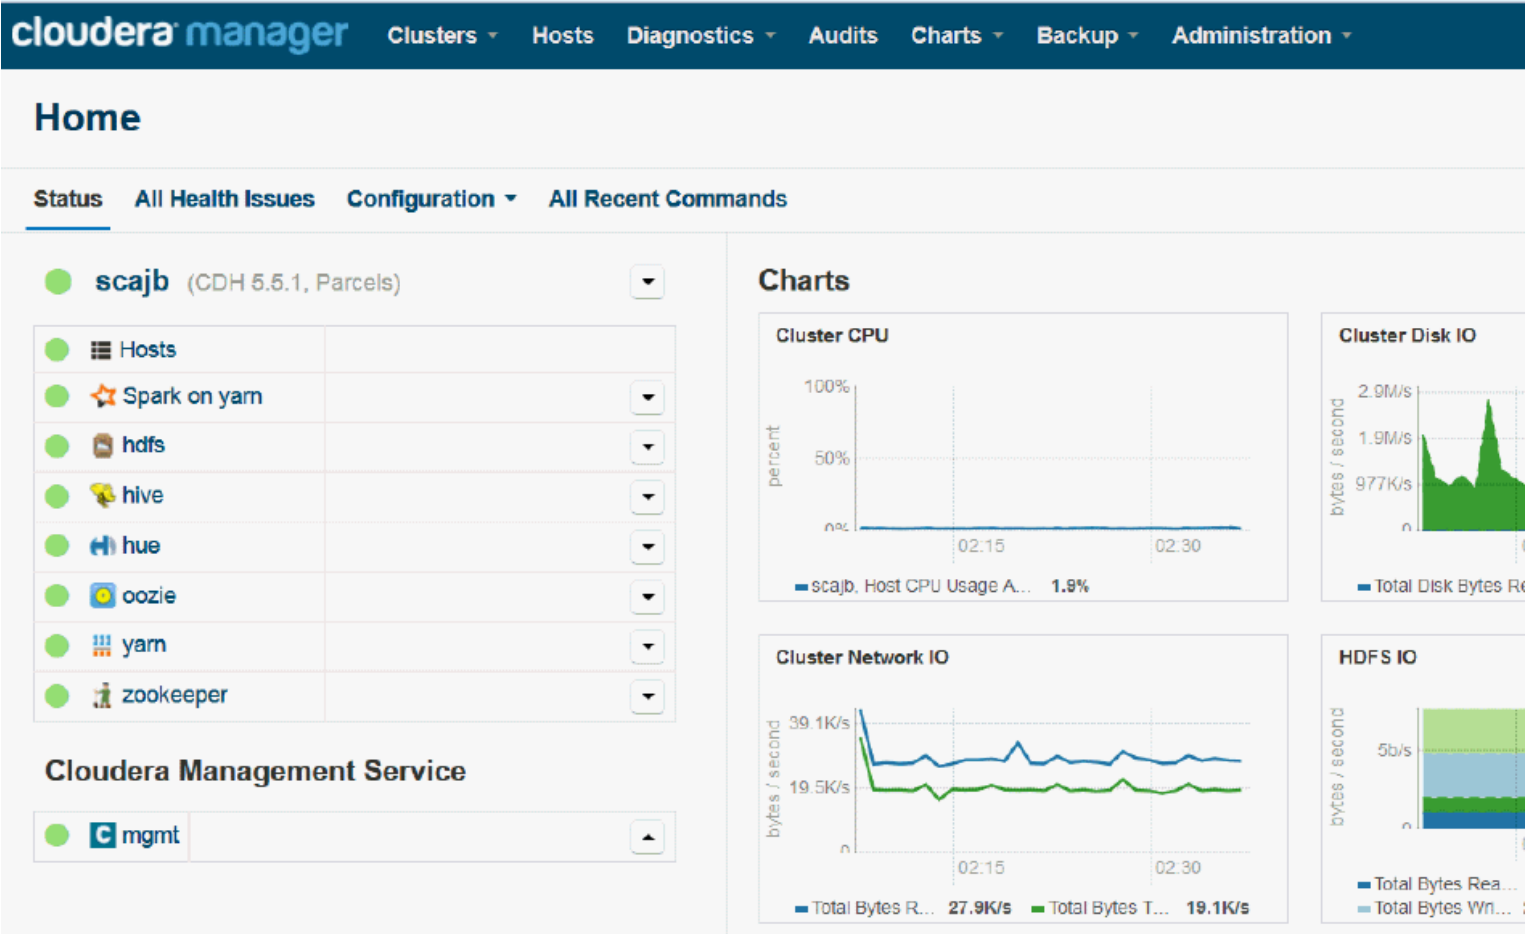 cloudera manager Clusters Hosts Diagnostics Audits Charts Backup Administration
Home
Status All Health Issues Configuration All Recent Commands
scajb (CDH 5.5.1, Parcels)
Hosts
Spark on yarn
hdfs
hive
hue
oozie
yarn
zookeeper
Cloudera Management Service
C mgmt
Charts
Cluster CPU
percent
100%
50%
0%
02:15 02:30
scajb, Host CPU Usage A... 1.9%
Cluster Disk IO
bytes / second
2.9M/s
1.9M/s
977K/s
0
Total Disk Bytes Re
Cluster Network IO
bytes / second
39.1K/s
19.5K/s
0
02:15 02:30
Total Bytes R... 27.9K/s Total Bytes T... 19.1K/s
HDFS IO
bytes / second
5b/s
0
Total Bytes Rea...
Total Bytes Wri...